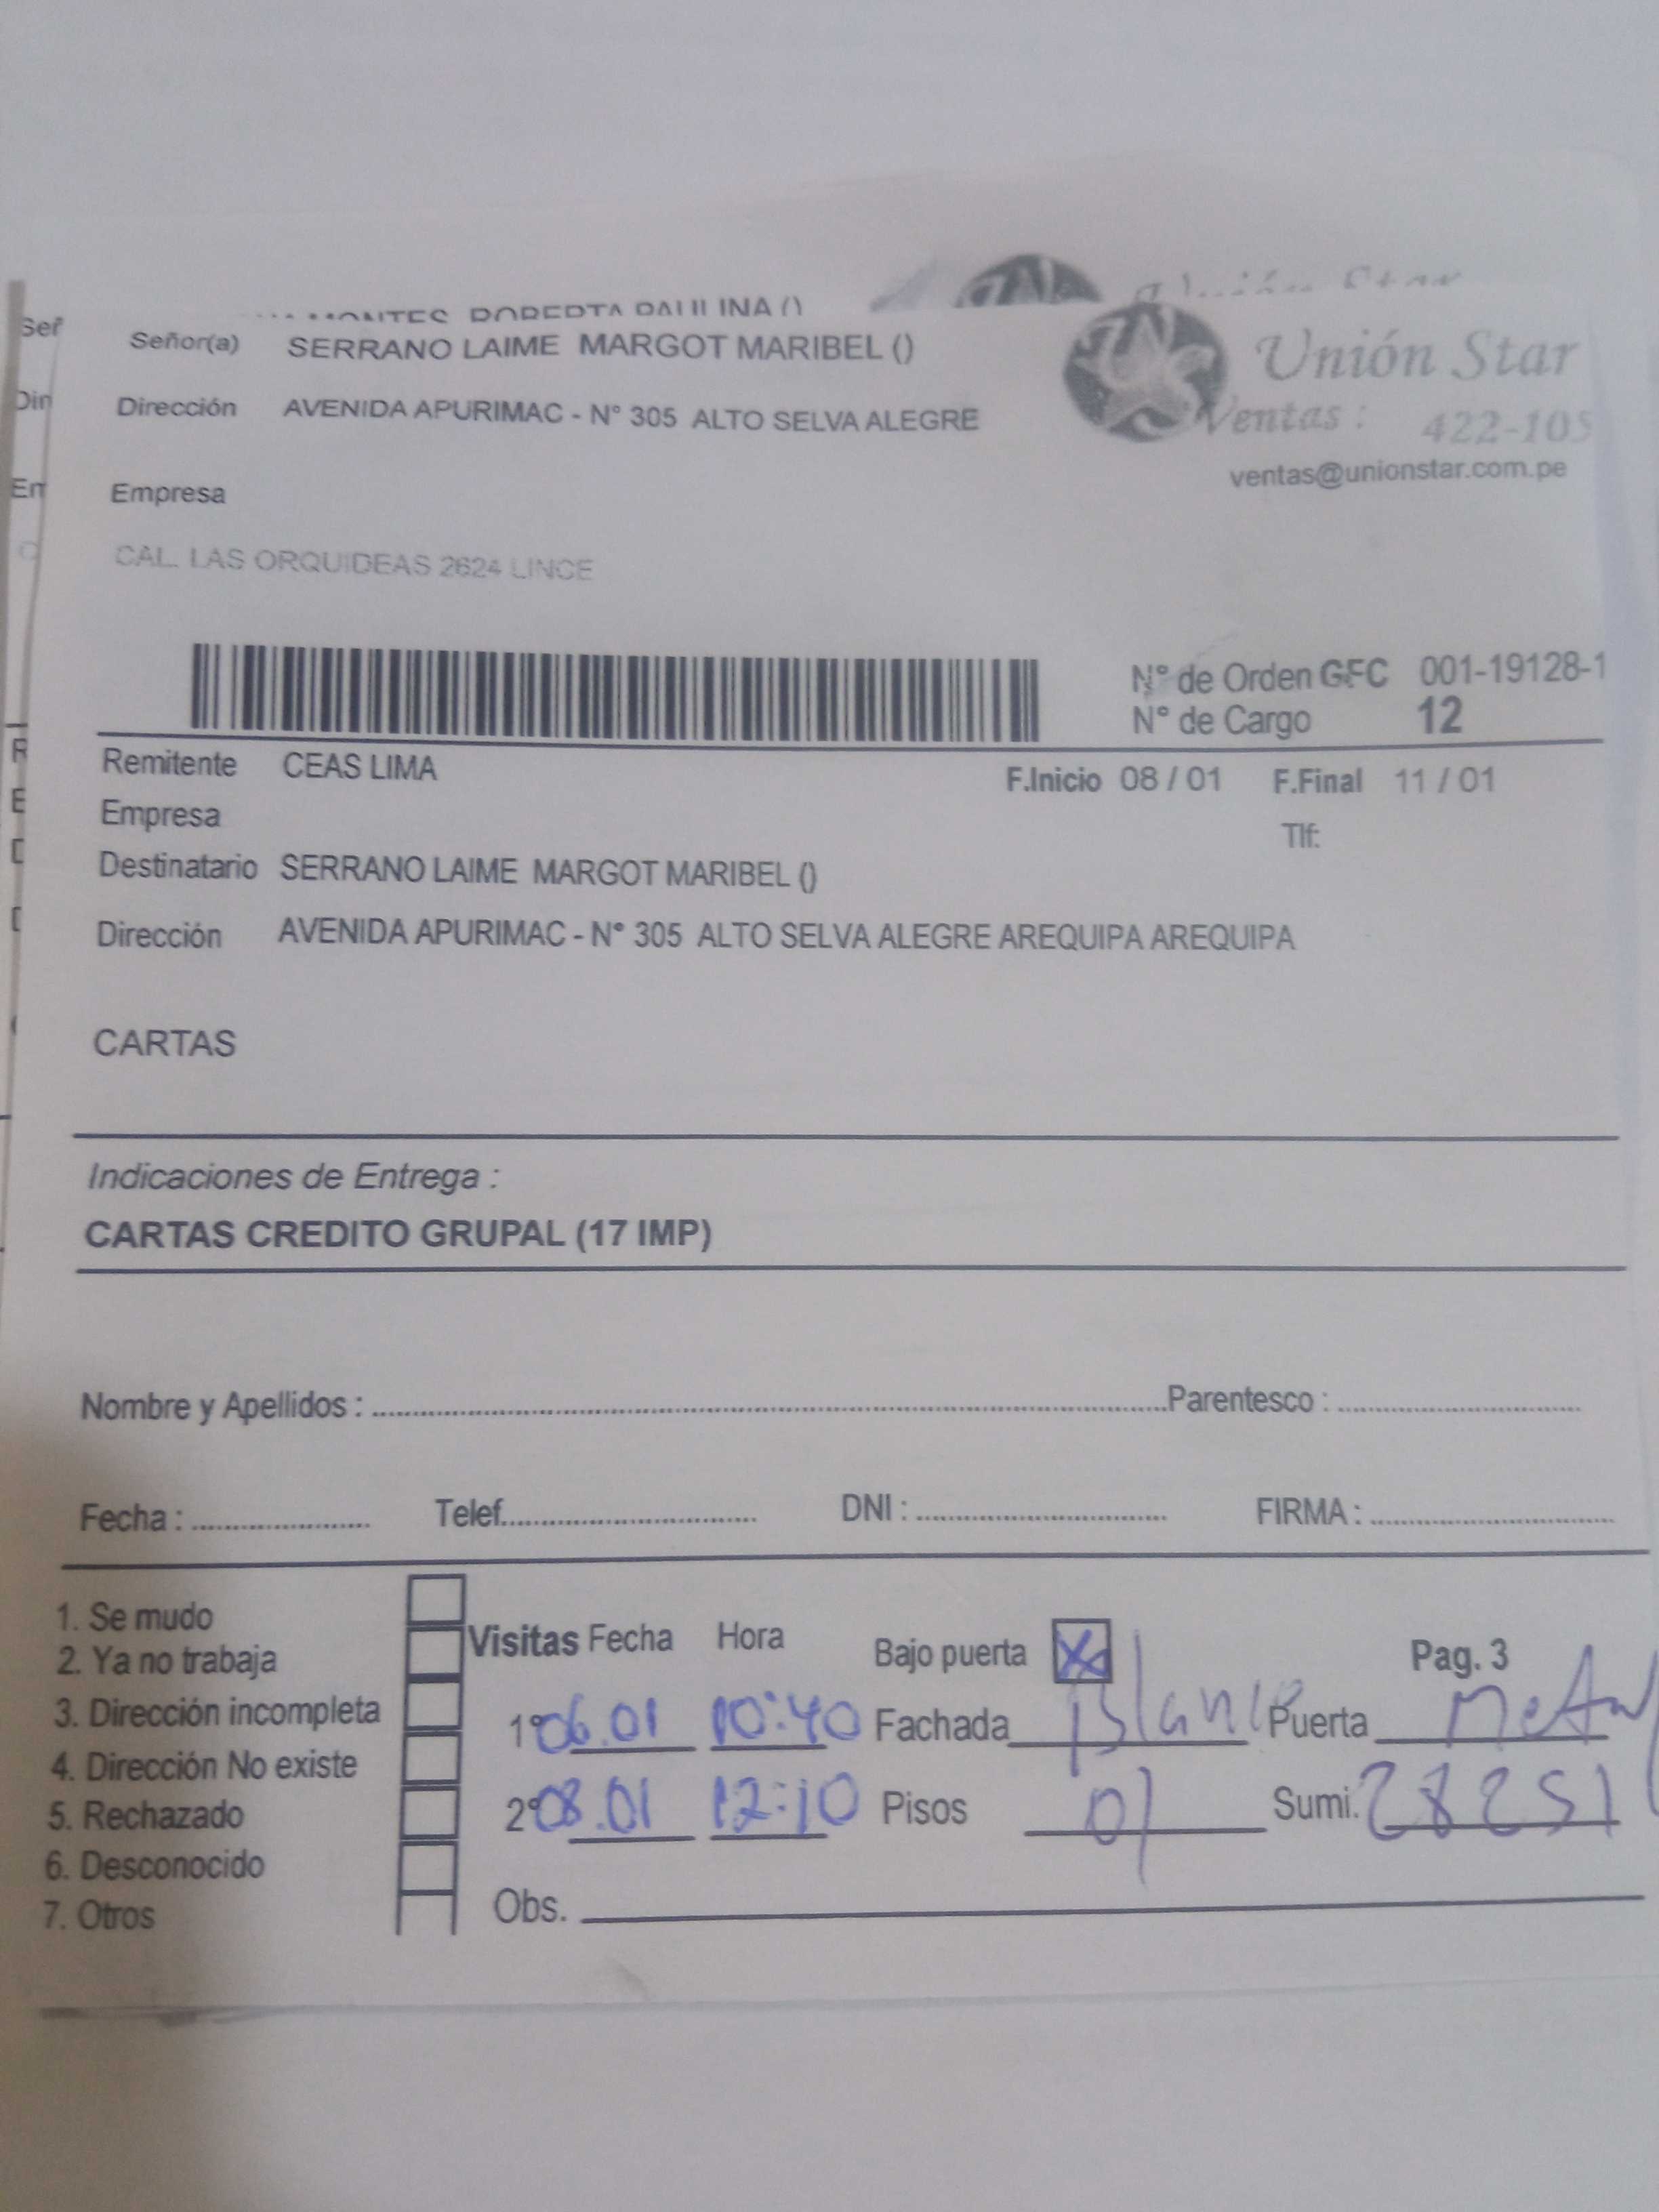 MONTES ROBERTA PAULINA ()
Señor(a) SERRANO LAIME MARGOT MARIBEL ()
Unión Star
Dirección AVENIDA APURIMAC - N° 305 ALTO SELVA ALEGRE
Ventas : 422-105
ventas@unionstar.com.pe
Empresa
CAL. LAS ORQUIDEAS 2624 LINCE
N° de Orden GFC 001-19128-1
N° de Cargo 12
Remitente CEAS LIMA
F.Inicio 08 / 01 F.Final 11 / 01
Empresa
Tlf:
Destinatario SERRANO LAIME MARGOT MARIBEL ()
Dirección AVENIDA APURIMAC - N° 305 ALTO SELVA ALEGRE AREQUIPA AREQUIPA
CARTAS
Indicaciones de Entrega :
CARTAS CREDITO GRUPAL (17 IMP)
Nombre y Apellidos : Parentesco :
Fecha : Telef. DNI : FIRMA :
1. Se mudo
2. Ya no trabaja
3. Dirección incompleta
4. Dirección No existe
5. Rechazado
6. Desconocido
7. Otros
Visitas Fecha Hora Bajo puerta X Pag. 3
1° 06.01 10:40 Fachada Blanc Puerta Metal
2° 08.01 12:10 Pisos 01 Sumi. 28251
Obs.